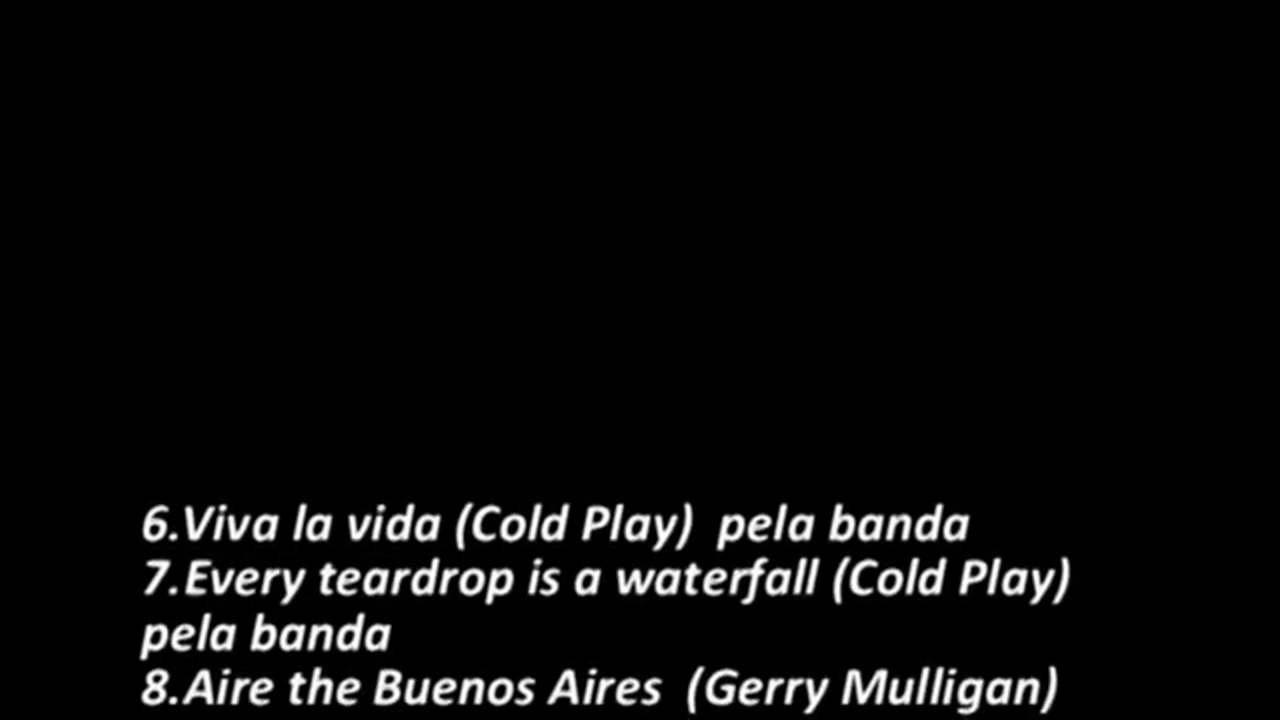 6.Viva la vida (Cold Play)  pela banda
7.Every teardrop is a waterfall (Cold Play)
pela banda
8.Aire the Buenos Aires  (Gerry Mulligan)